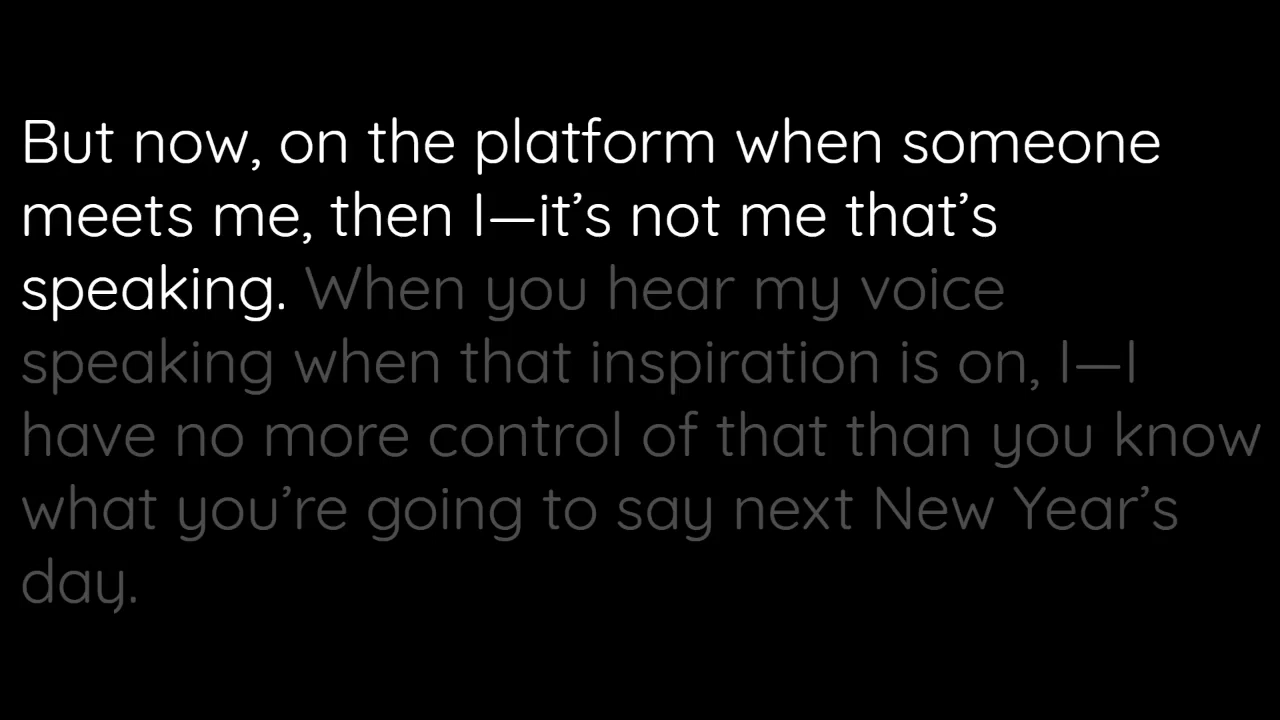 But now, on the platform when someone
meets me, then I—it’s not me that’s
speaking. When you hear my voice
speaking when that inspiration is on, I—I
have no more control of that than you know
what you’re going to say next New Year’s
day.